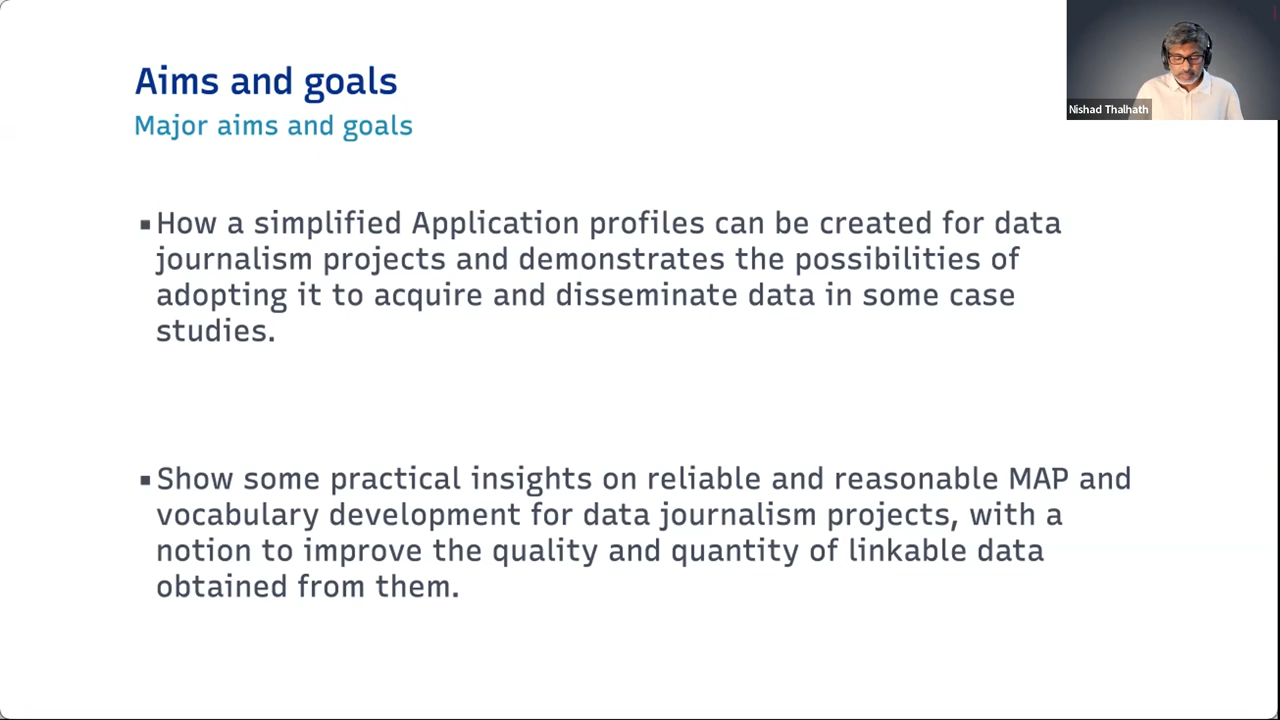 Aims and goals
Major aims and goals
Nishad Thalhath
▪How a simplified Application profiles can be created for data
journalism projects and demonstrates the possibilities of
adopting it to acquire and disseminate data in some case
studies.
▪Show some practical insights on reliable and reasonable MAP and
vocabulary development for data journalism projects, with a
notion to improve the quality and quantity of linkable data
obtained from them.